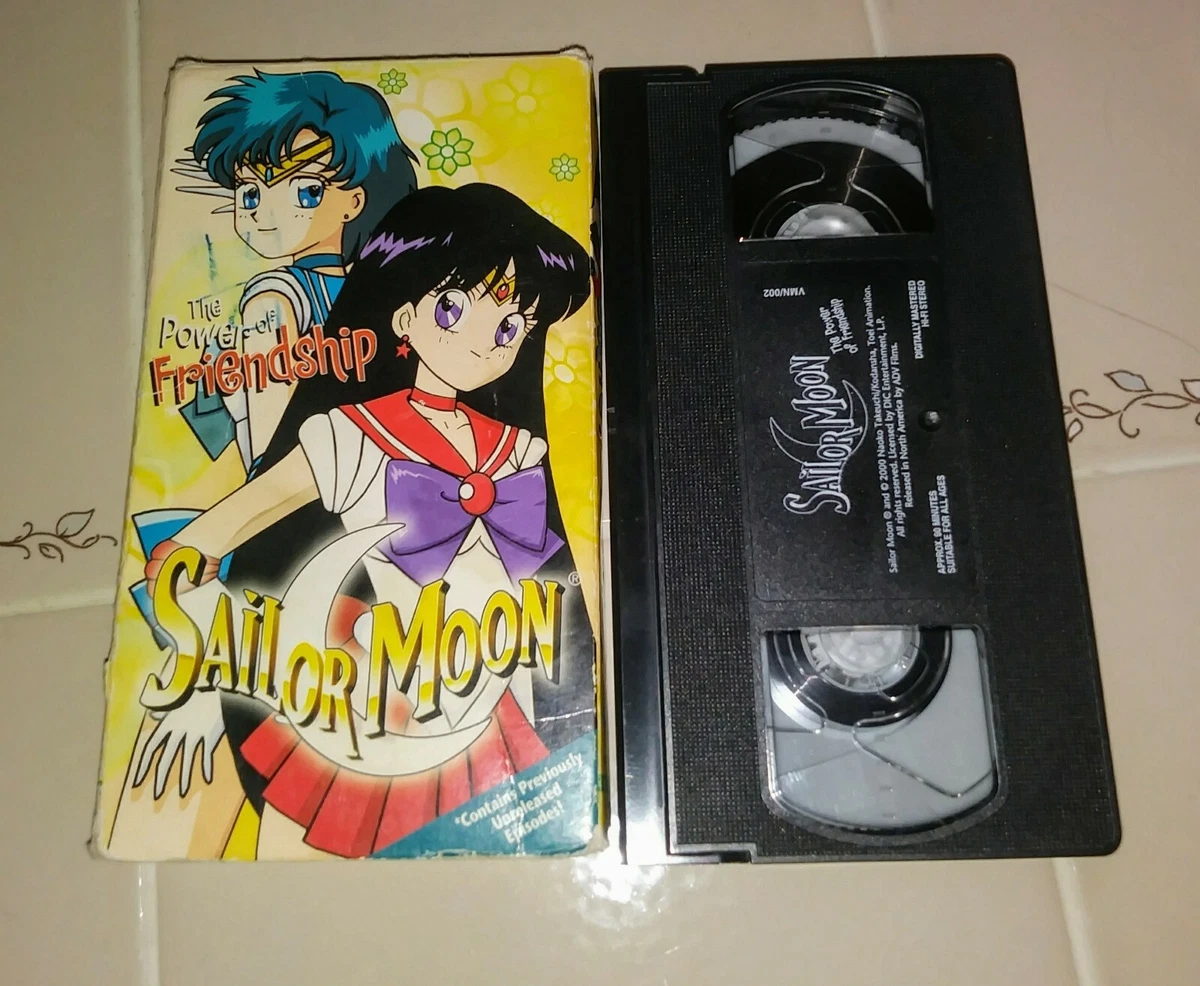 The
Power of
Friendship
SAILOR MOON®
*Contains Previously
Unreleased
Episodes!
VMN/002
SAILOR MOON
The Power
of Friendship
Sailor Moon ® and © 2000 Naoko Takeuchi/Kodansha, Toei Animation.
All rights reserved. Licensed by DIC Entertainment, L.P.
Released in North America by ADV Films.
DIGITALLY MASTERED
HI-FI STEREO
APPROX. 90 MINUTES
SUITABLE FOR ALL AGES